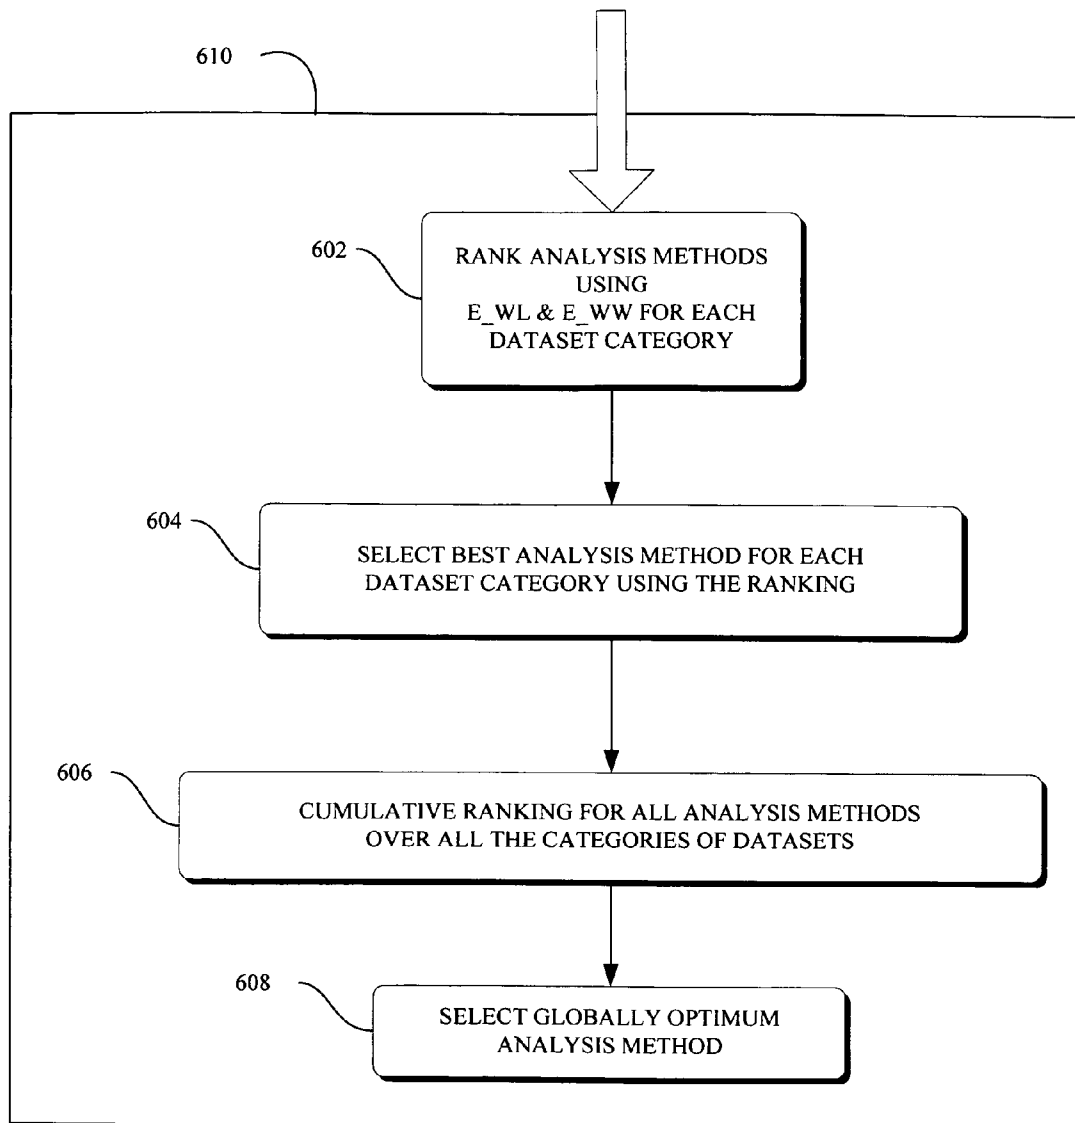 610
602
RANK ANALYSIS METHODS
USING
E_WL & E_WW FOR EACH
DATASET CATEGORY
604
SELECT BEST ANALYSIS METHOD FOR EACH
DATASET CATEGORY USING THE RANKING
606
CUMULATIVE RANKING FOR ALL ANALYSIS METHODS
OVER ALL THE CATEGORIES OF DATASETS
608
SELECT GLOBALLY OPTIMUM
ANALYSIS METHOD